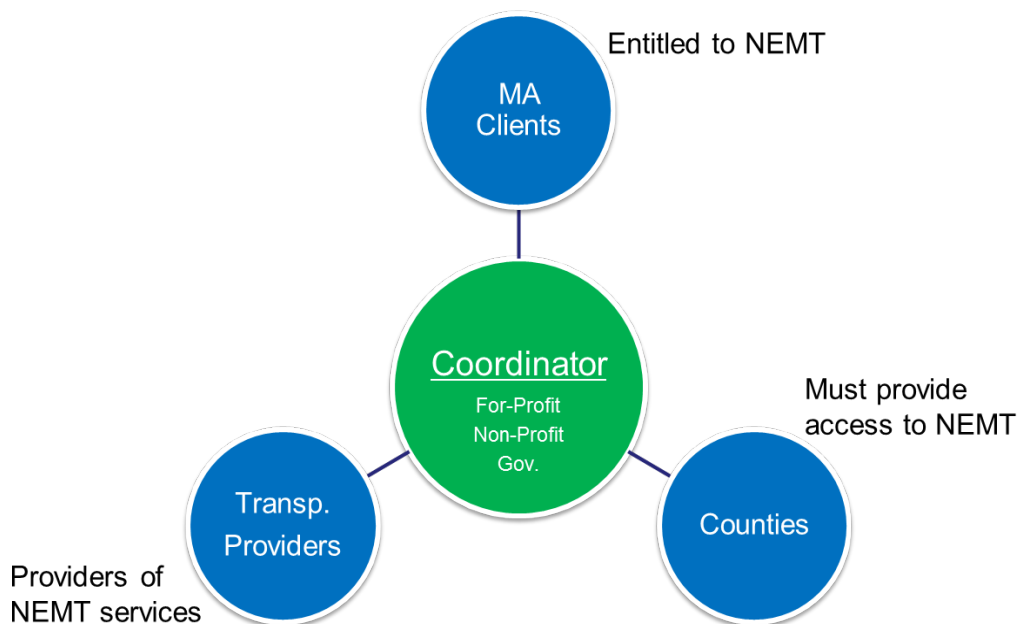 Entitled to NEMT
MA
Clients
Coordinator
For-Profit
Non-Profit
Gov.
Must provide
access to NEMT
Transp.
Providers
Counties
Providers of
NEMT services